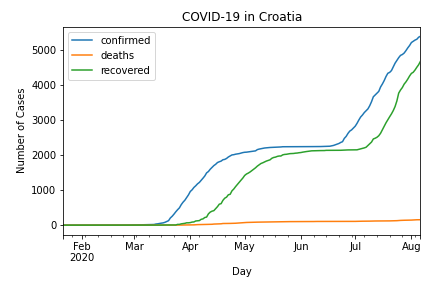 COVID-19 in Croatia
confirmed
deaths
recovered
Number of Cases
5000
4000
3000
2000
1000
0
Feb
2020
Mar
Apr
May
Jun
Jul
Aug
Day